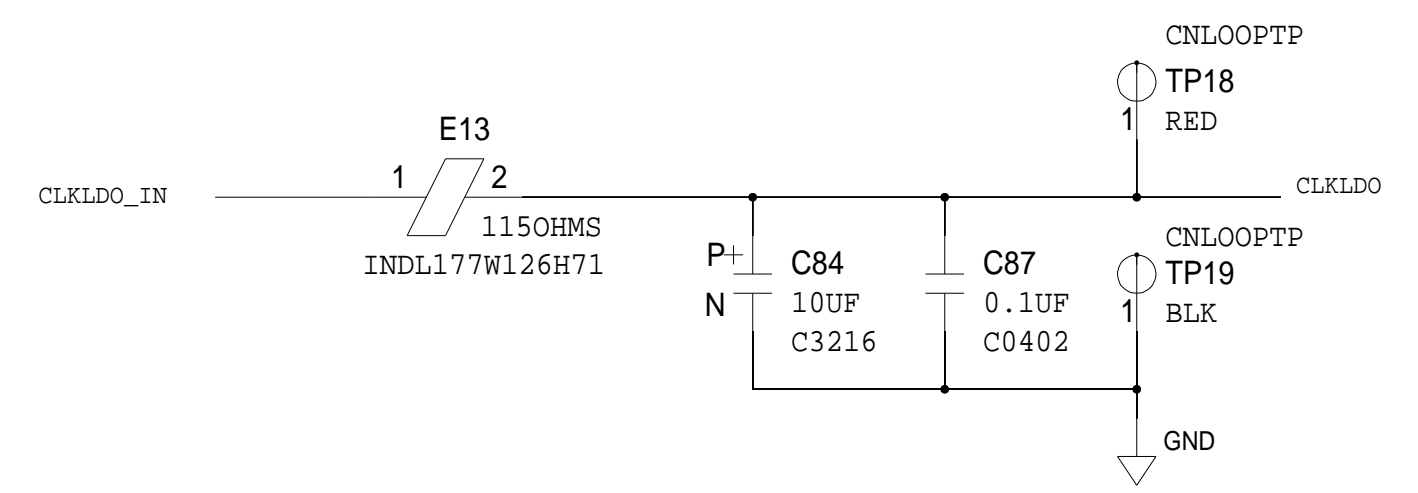 CNLOOPTP
TP18
1 RED
E13
1 2
CLKLDO_IN
CLKLDO
115OHMS
INDL177W126H71
CNLOOPTP
P+ C84 C87 TP19
N 10UF 0.1UF 1 BLK
C3216 C0402
GND